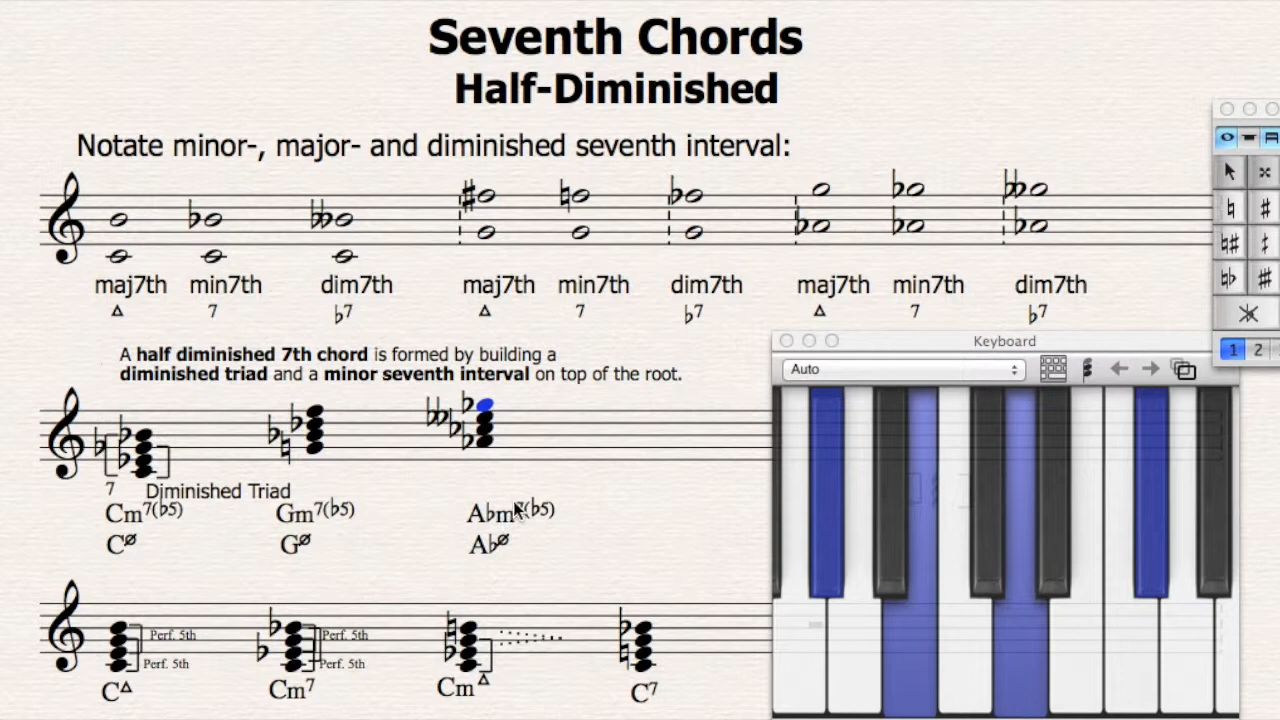 Seventh Chords
Half-Diminished
Notate minor-, major- and diminished seventh interval:
maj7th min7th dim7th maj7th min7th dim7th maj7th min7th dim7th
△ 7 ♭7 △ 7 ♭7 △ 7 ♭7
A half diminished 7th chord is formed by building a
diminished triad and a minor seventh interval on top of the root.
7 Diminished Triad
Cm7(♭5) Gm7(♭5) A♭m7(♭5)
Cø Gø A♭ø
Perf. 5th Perf. 5th
Perf. 5th Perf. 5th
C△ Cm7 Cm△ C7
Keyboard
Auto
1 2